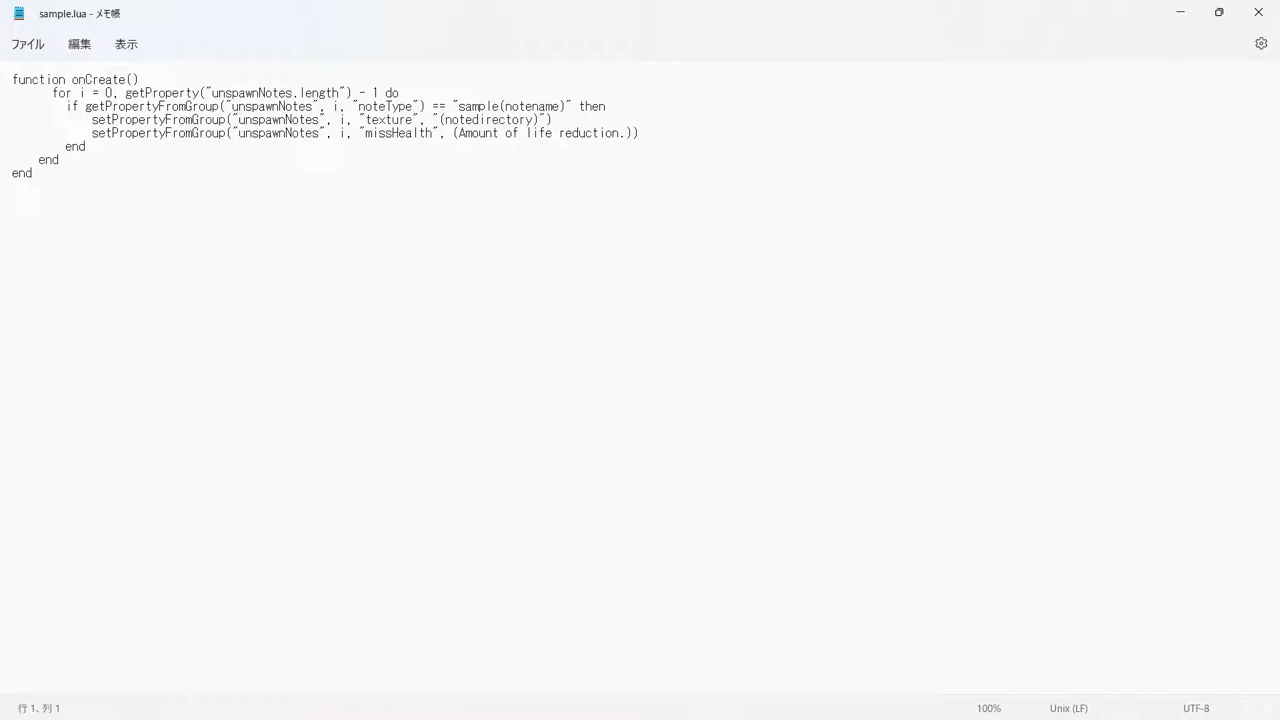 sample.lua - メモ帳
ファイル 編集 表示
function onCreate()
for i = 0, getProperty("unspawnNotes.length") - 1 do
if getPropertyFromGroup("unspawnNotes", i, "noteType") == "sample(notename)" then
setPropertyFromGroup("unspawnNotes", i, "texture", "(notedirectory)")
setPropertyFromGroup("unspawnNotes", i, "missHealth", (Amount of life reduction.))
end
end
end
行 1、列 1 100% Unix (LF) UTF-8